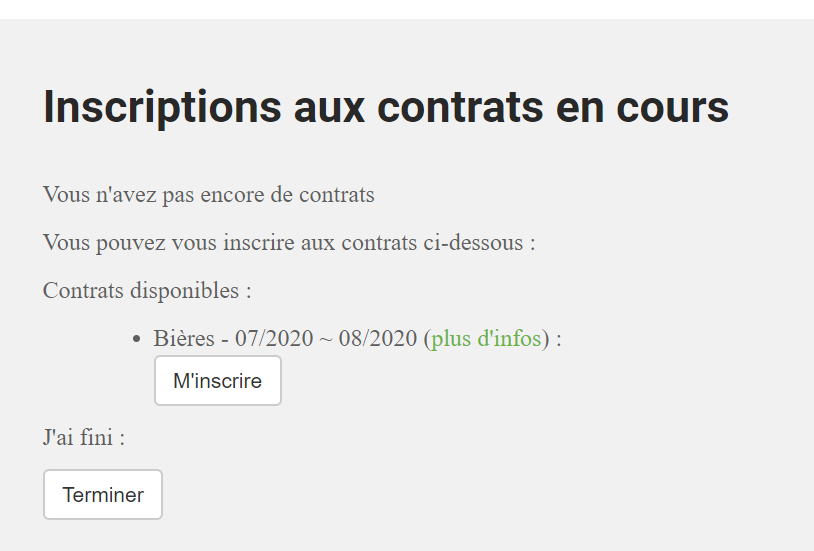 Inscriptions aux contrats en cours
Vous n'avez pas encore de contrats
Vous pouvez vous inscrire aux contrats ci-dessous :
Contrats disponibles :
• Bières - 07/2020 ~ 08/2020 (plus d'infos) :
M'inscrire
J'ai fini :
Terminer